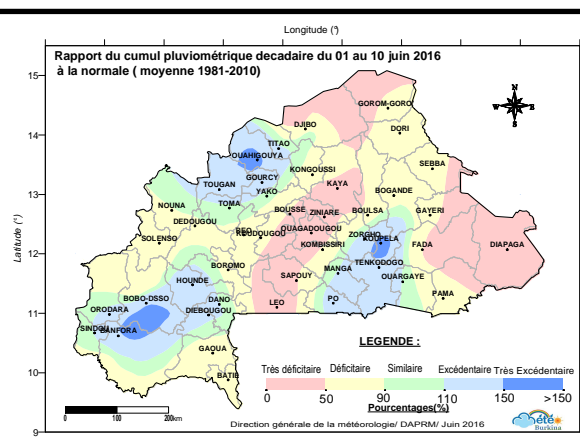 Longitude (°)
Rapport du cumul pluviométrique decadaire du 01 au 10 juin 2016
à la normale ( moyenne 1981-2010)
15
N
W E
S
GOROM-GORO
DJIBO
DORI
14
TITAO
OUAHIGOUYA
KONGOUSSI
SEBBA
GOURCY
TOUGAN
KAYA
YAKO
BOGANDE
13
NOUNA
TOMA
BOUSSE
ZINIARE
BOULSA
GAYERI
DEDOUGOU
REO
KOUDOUGOU
OUAGADOUGOU
ZORGHO
KOUPELA
SOLENSO
KOMBISSIRI
FADA
DIAPAGA
12
Latitude (°)
BOROMO
TENKODOGO
MANGA
HOUNDE
SAPOUY
OUARGAYE
BOBO-DSSO
DANO
LEO
PO
PAMA
ORODARA
DIEBOUGOU
11
SINDOU
BANFORA
GAOUA
LEGENDE :
BATIE
10
Très déficitaire Déficitaire Similaire Excédentaire Très Excédentaire
0 50 90 110 150 >150
Pourcentages(%)
0 100 200km
Direction générale de la météorologie/ DAPRM/ Juin 2016
météo
Burkina
9